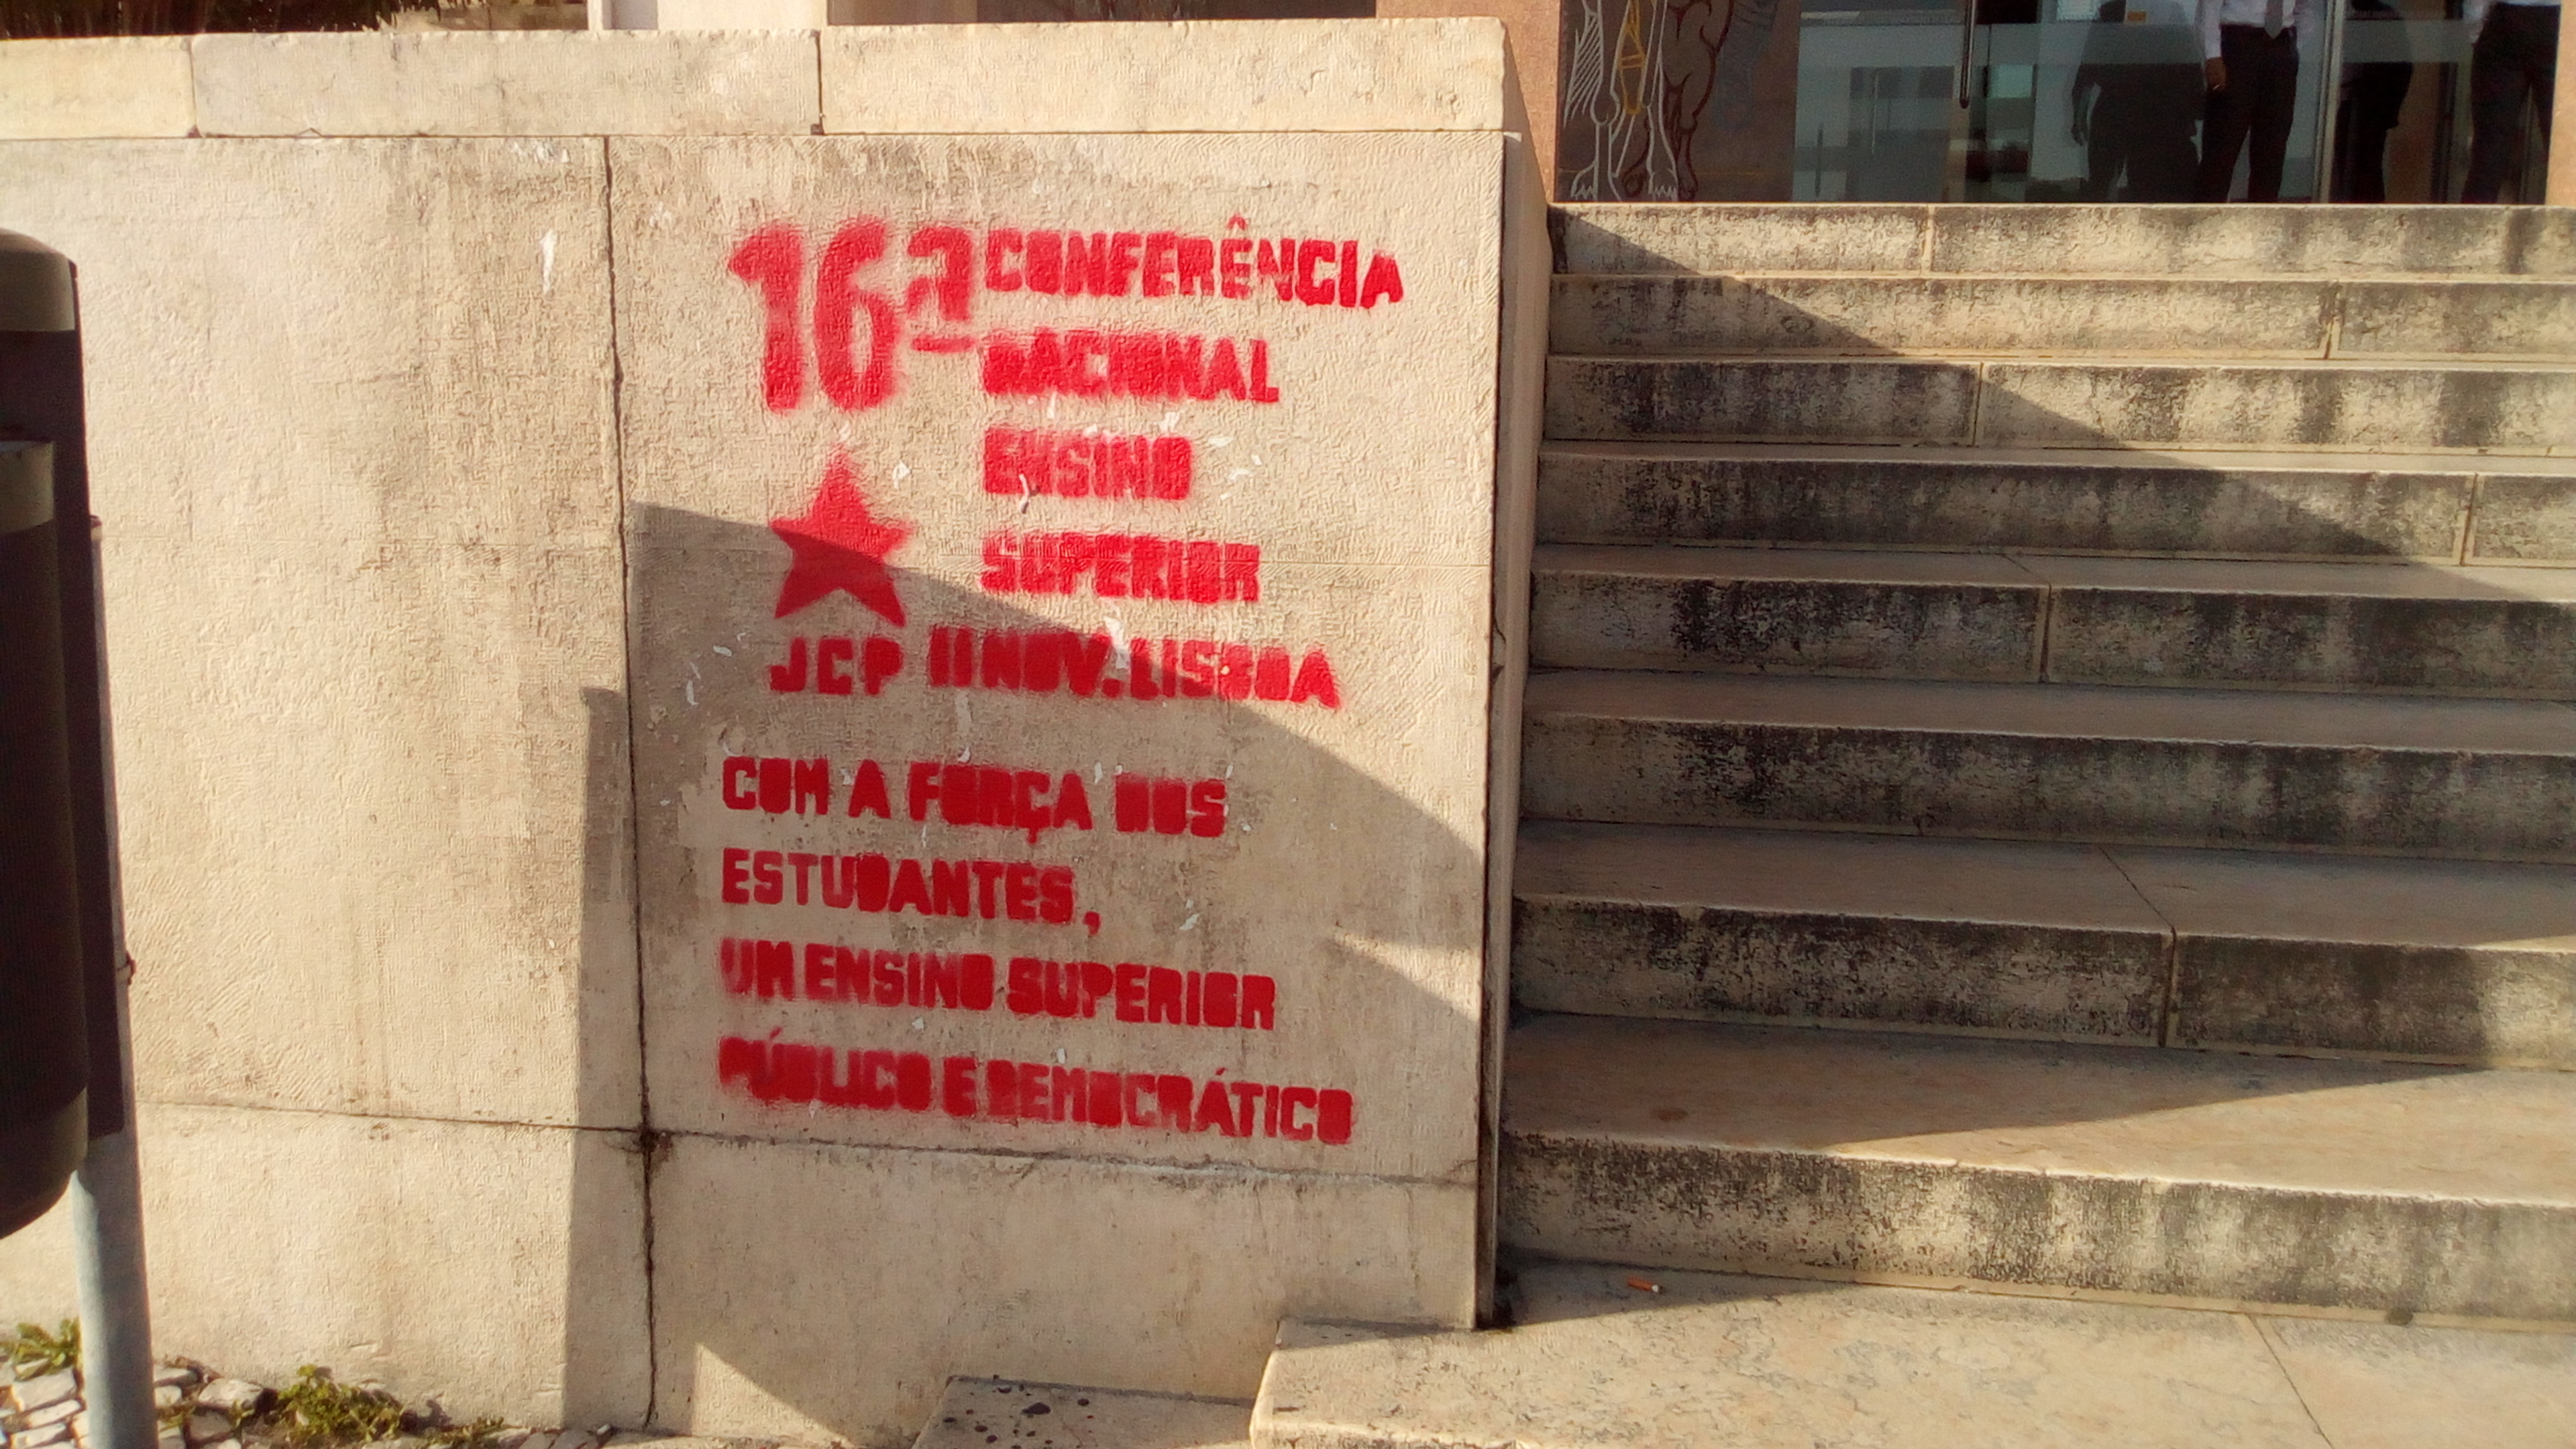 16ª CONFERÊNCIA
NACIONAL
ENSINO
SUPERIOR
JCP 11 NOV. LISBOA
COM A FORÇA DOS
ESTUDANTES,
UM ENSINO SUPERIOR
PÚBLICO E DEMOCRÁTICO